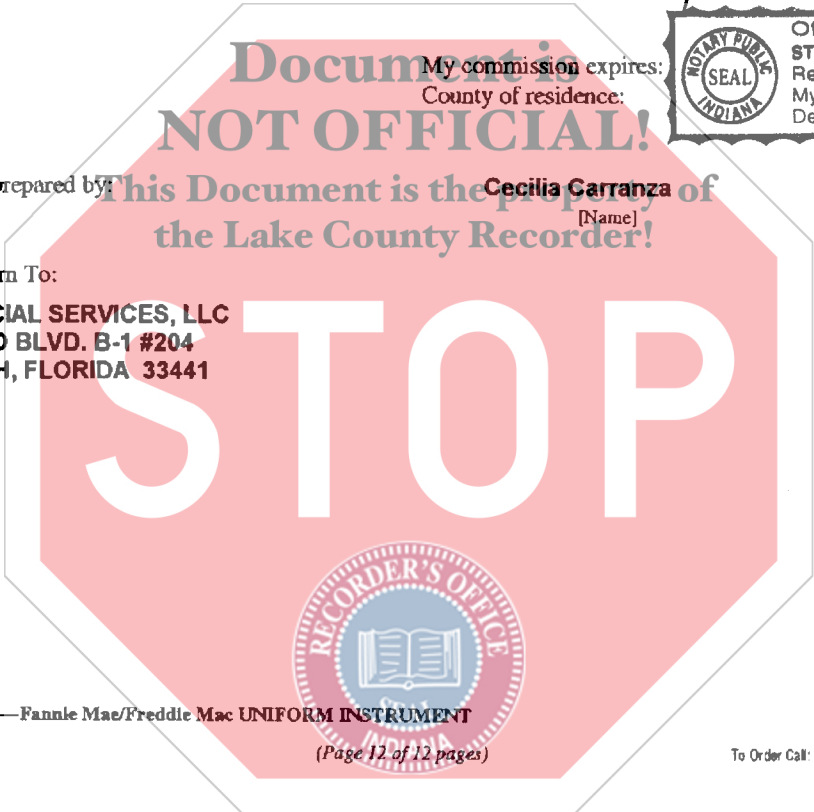 Document is
NOT OFFICIAL!
This Document is the property of
the Lake County Recorder!
STOP
My commission expires:
County of residence:
NOTARY PUBLIC
SEAL
INDIANA
repared by:
Cecilia Carranza
[Name]
rn To:
CIAL SERVICES, LLC
BLVD. B-1 #204
H, FLORIDA 33441
RECORDER'S OFFICE
SEAL
INDIANA
—Fannie Mae/Freddie Mac UNIFORM INSTRUMENT
(Page 12 of 12 pages)
To Order Call: